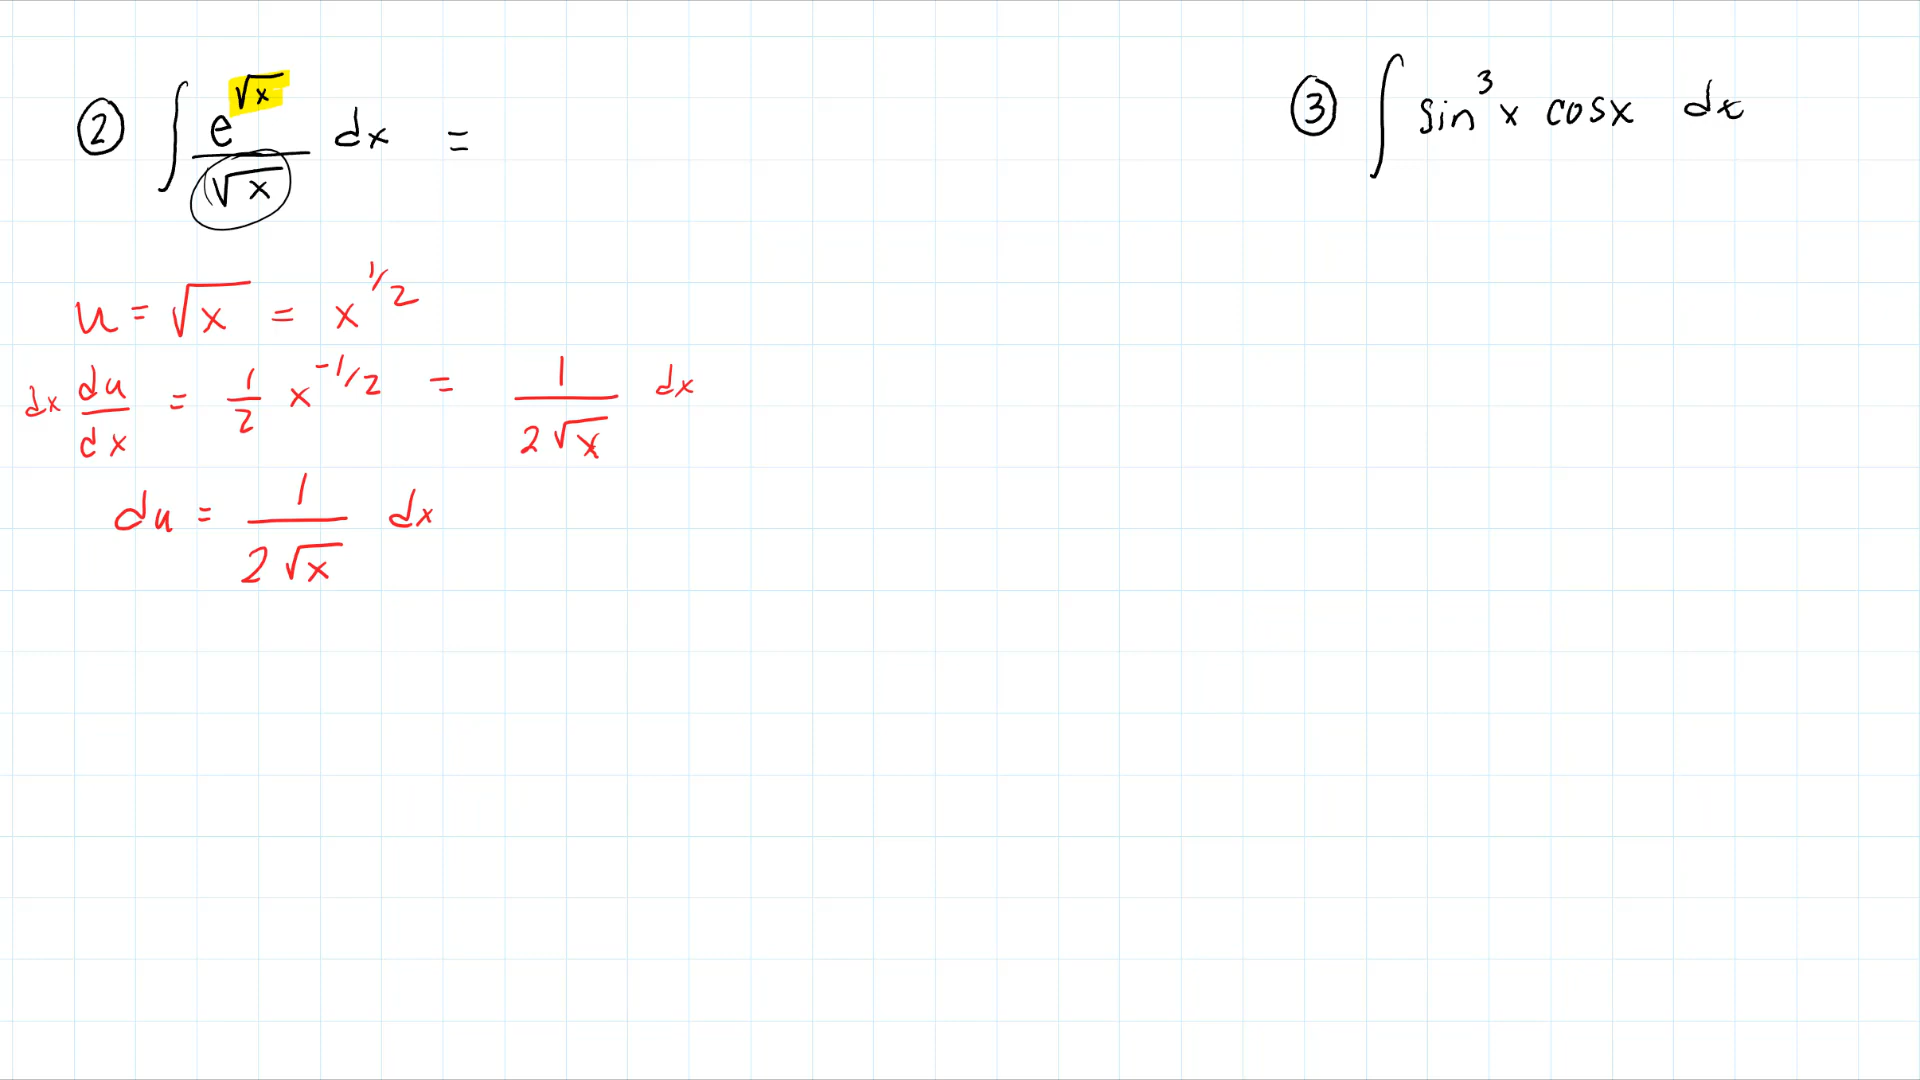 ② ∫ e^√x / √x dx =
u = √x = x^1/2
dx du/dx = 1/2 x^-1/2 = 1/(2√x) dx
du = 1/(2√x) dx
③ ∫ sin³x cosx dx